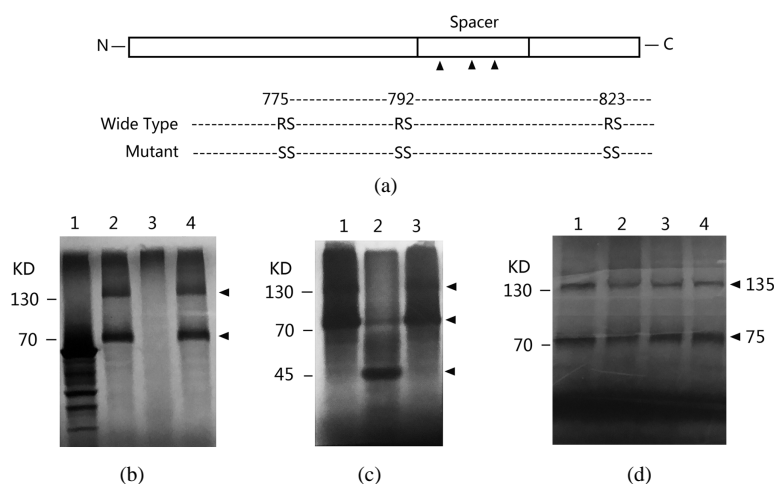 Spacer
N C
775 792 823
Wide Type RS RS RS
Mutant SS SS SS
(a)
1 2 3 4
KD
130
70
(b)
1 2 3
KD
130
70
45
(c)
1 2 3 4
KD
130
70
135
75
(d)